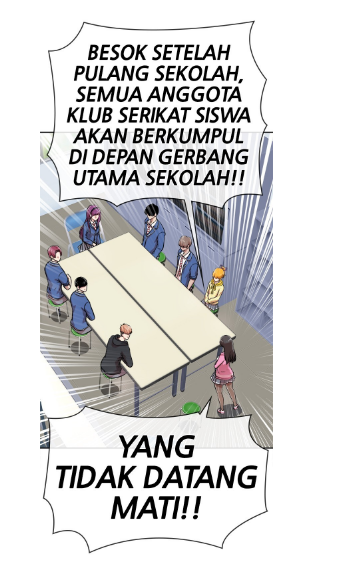 BESOK SETELAH
PULANG SEKOLAH,
SEMUA ANGGOTA
KLUB SERIKAT SISWA
AKAN BERKUMPUL
DI DEPAN GERBANG
UTAMA SEKOLAH!!
YANG
TIDAK DATANG
MATI!!